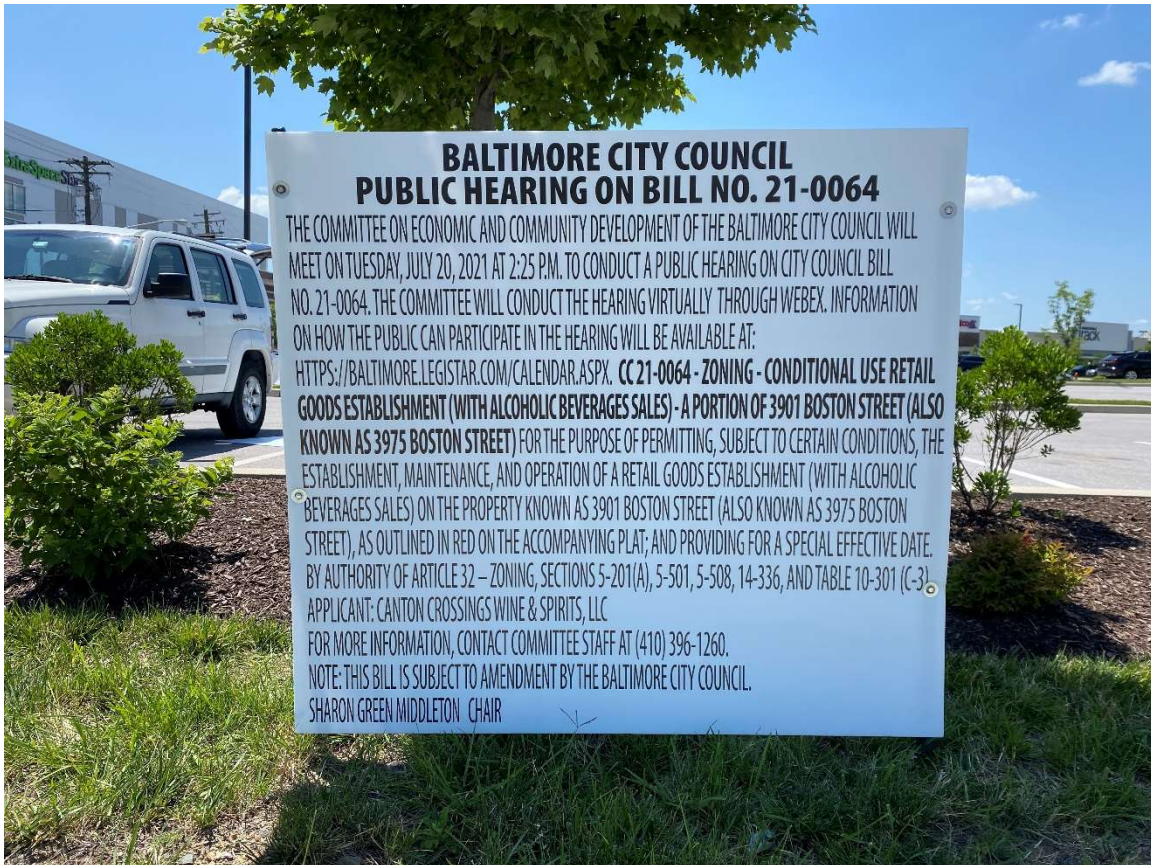 BALTIMORE CITY COUNCIL
PUBLIC HEARING ON BILL NO. 21-0064
THE COMMITTEE ON ECONOMIC AND COMMUNITY DEVELOPMENT OF THE BALTIMORE CITY COUNCIL WILL
MEET ON TUESDAY, JULY 20, 2021 AT 2:25 P.M. TO CONDUCT A PUBLIC HEARING ON CITY COUNCIL BILL
NO. 21-0064. THE COMMITTEE WILL CONDUCT THE HEARING VIRTUALLY THROUGH WEBEX. INFORMATION
ON HOW THE PUBLIC CAN PARTICIPATE IN THE HEARING WILL BE AVAILABLE AT:
HTTPS://BALTIMORE.LEGISTAR.COM/CALENDAR.ASPX. CC 21-0064 - ZONING - CONDITIONAL USE RETAIL
GOODS ESTABLISHMENT (WITH ALCOHOLIC BEVERAGES SALES) - A PORTION OF 3901 BOSTON STREET (ALSO
KNOWN AS 3975 BOSTON STREET) FOR THE PURPOSE OF PERMITTING, SUBJECT TO CERTAIN CONDITIONS, THE
ESTABLISHMENT, MAINTENANCE, AND OPERATION OF A RETAIL GOODS ESTABLISHMENT (WITH ALCOHOLIC
BEVERAGES SALES) ON THE PROPERTY KNOWN AS 3901 BOSTON STREET (ALSO KNOWN AS 3975 BOSTON
STREET), AS OUTLINED IN RED ON THE ACCOMPANYING PLAT; AND PROVIDING FOR A SPECIAL EFFECTIVE DATE.
BY AUTHORITY OF ARTICLE 32 – ZONING, SECTIONS 5-201(A), 5-501, 5-508, 14-336, AND TABLE 10-301 (C-3)
APPLICANT: CANTON CROSSINGS WINE & SPIRITS, LLC
FOR MORE INFORMATION, CONTACT COMMITTEE STAFF AT (410) 396-1260.
NOTE: THIS BILL IS SUBJECT TO AMENDMENT BY THE BALTIMORE CITY COUNCIL.
SHARON GREEN MIDDLETON CHAIR
ExtraSpace